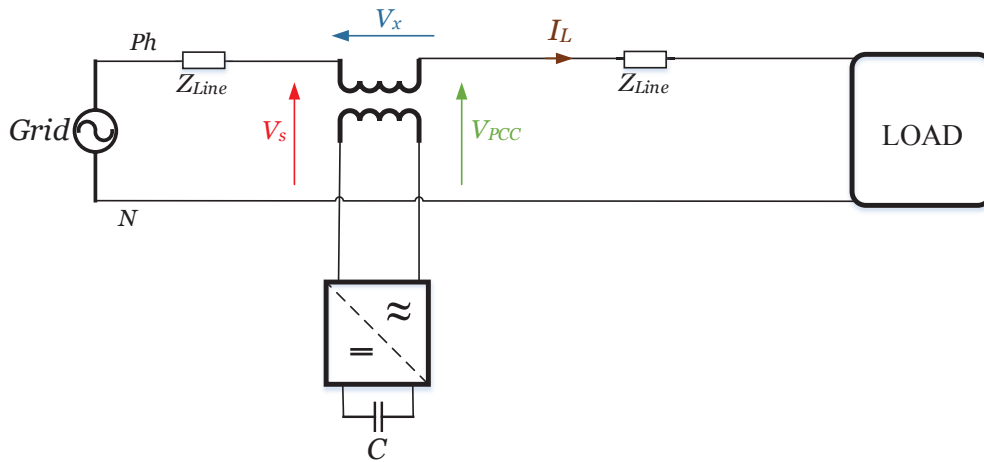 V_x
Ph
I_L
Z_Line
Z_Line
Grid
V_s
V_PCC
LOAD
N
C